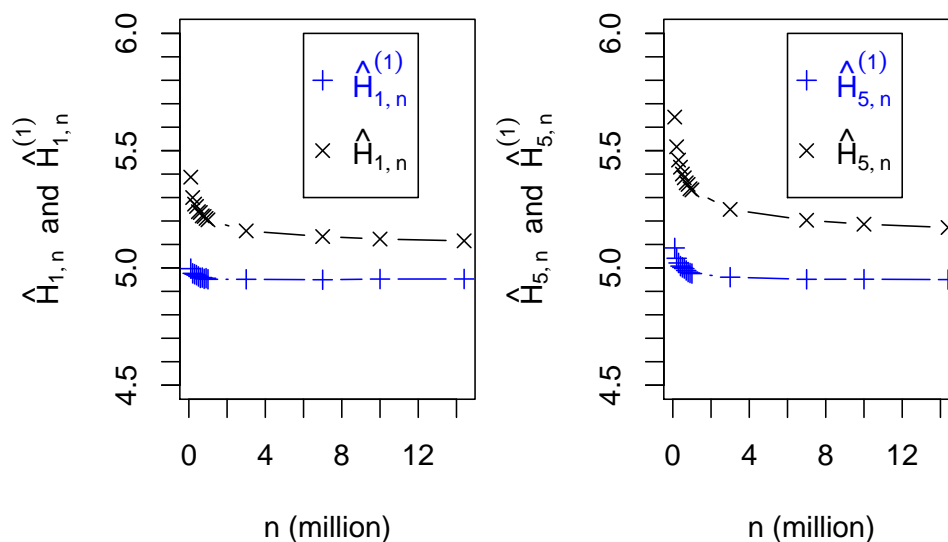 Ĥ1, n and Ĥ(1)1, n
6.0
5.5
5.0
4.5
+ Ĥ(1)1, n
× Ĥ1, n
0 4 8 12
n (million)
Ĥ5, n and Ĥ(1)5, n
6.0
5.5
5.0
4.5
+ Ĥ(1)5, n
× Ĥ5, n
0 4 8 12
n (million)